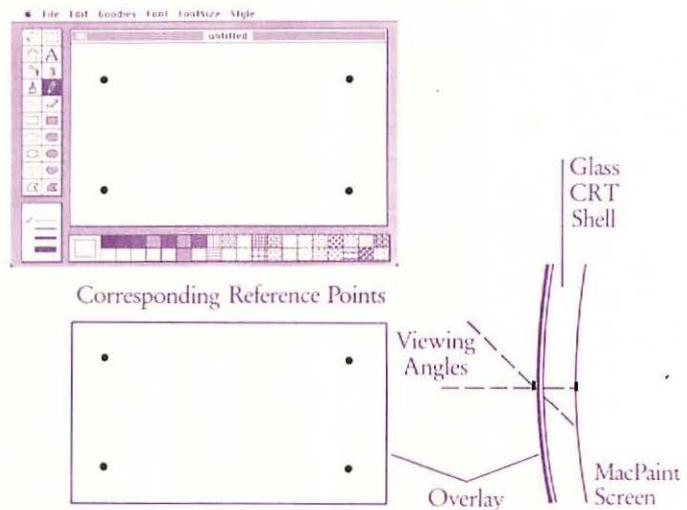 File Edit Goodies Font FontSize Style
untitled
A
Glass
CRT
Shell
Corresponding Reference Points
Viewing
Angles
MacPaint
Screen
Overlay